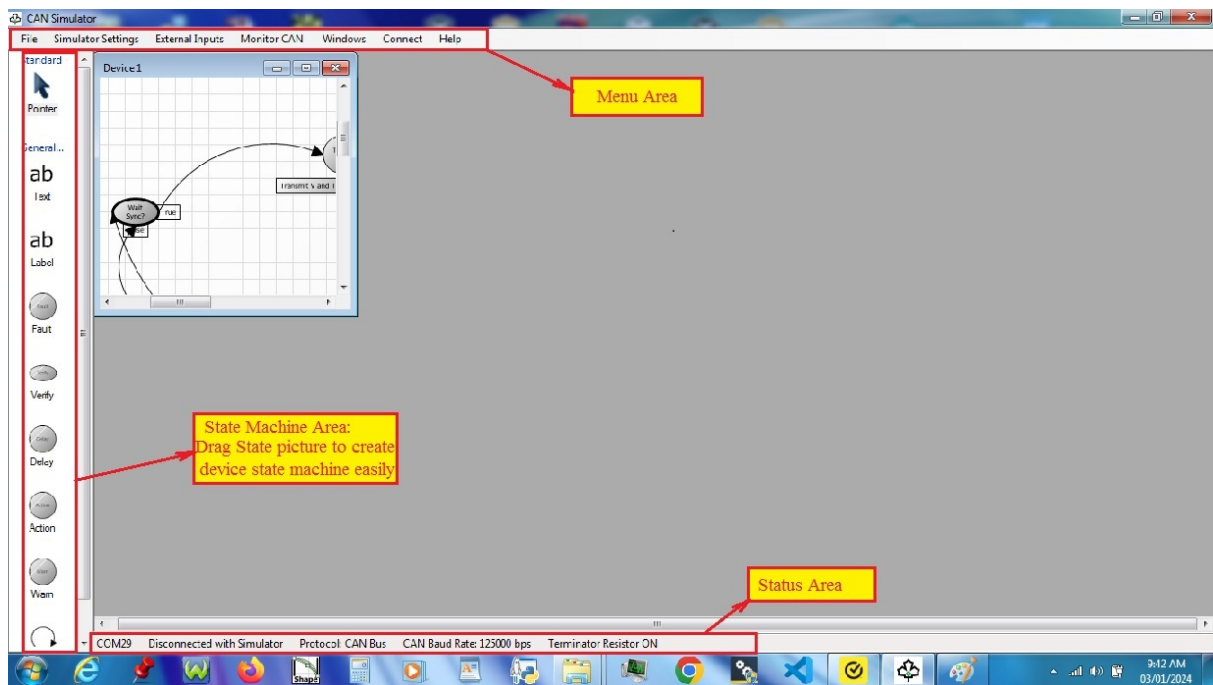 CAN Simulator
File Simulator Settings External Inputs Monitor CAN Windows Connect Help
Standard
Pointer
General...
ab
Text
ab
Label
Faut
Verify
Delay
Action
Warn
Device1
Wait
Sync?
rue
Transmit V and I
Menu Area
State Machine Area:
Drag State picture to create
device state machine easily
Status Area
COM29 Disconnected with Simulator Protocol: CAN Bus CAN Baud Rate: 125000 bps Terminator Resistor ON
Shape
9:42 AM
03/01/2024